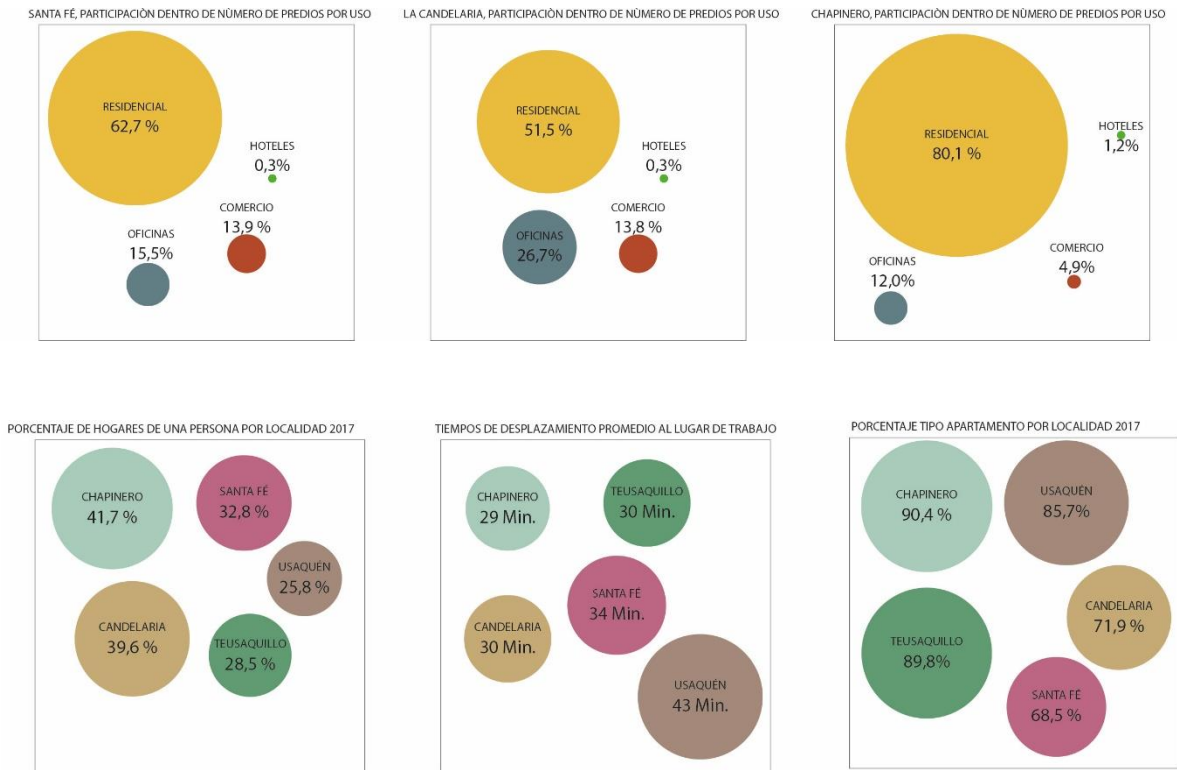 SANTA FÉ, PARTICIPACIÒN DENTRO DE NÙMERO DE PREDIOS POR USO
RESIDENCIAL
62,7 %
HOTELES
0,3%
COMERCIO
13,9 %
OFICINAS
15,5%
LA CANDELARIA, PARTICIPACIÒN DENTRO DE NÙMERO DE PREDIOS POR USO
RESIDENCIAL
51,5 %
HOTELES
0,3%
COMERCIO
13,8 %
OFICINAS
26,7%
CHAPINERO, PARTICIPACIÒN DENTRO DE NÙMERO DE PREDIOS POR USO
RESIDENCIAL
80,1 %
HOTELES
1,2%
COMERCIO
4,9%
OFICINAS
12,0%
PORCENTAJE DE HOGARES DE UNA PERSONA POR LOCALIDAD 2017
CHAPINERO
41,7 %
SANTA FÉ
32,8 %
USAQUÉN
25,8 %
CANDELARIA
39,6 %
TEUSAQUILLO
28,5 %
TIEMPOS DE DESPLAZAMIENTO PROMEDIO AL LUGAR DE TRABAJO
CHAPINERO
29 Min.
TEUSAQUILLO
30 Min.
SANTA FÉ
34 Min.
CANDELARIA
30 Min.
USAQUÉN
43 Min.
PORCENTAJE TIPO APARTAMENTO POR LOCALIDAD 2017
CHAPINERO
90,4 %
USAQUÉN
85,7%
CANDELARIA
71,9 %
TEUSAQUILLO
89,8%
SANTA FÉ
68,5 %